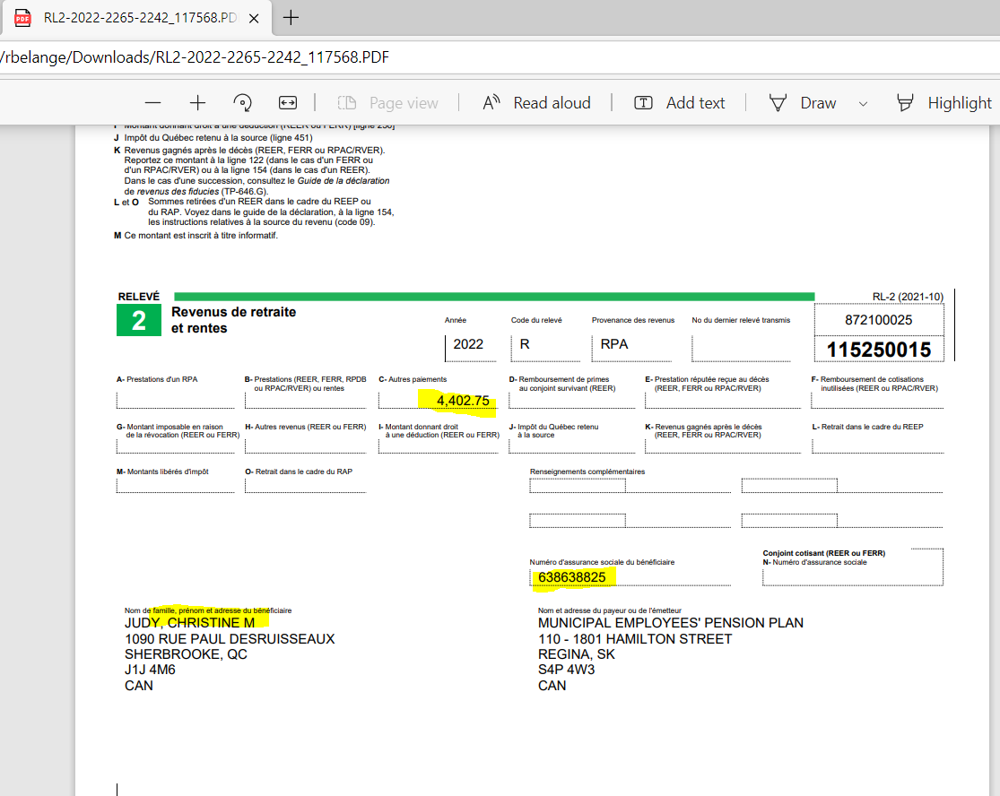 RL2-2022-2265-2242_117568.PD
/rbelange/Downloads/RL2-2022-2265-2242_117568.PDF
Page view Read aloud Add text Draw Highlight
Montant donnant droit à une déduction (REER ou FERR) [ligne 250]
J Impôt du Québec retenu à la source (ligne 451)
K Revenus gagnés après le décès (REER, FERR ou RPAC/RVER).
Reportez ce montant à la ligne 122 (dans le cas d'un FERR ou
d'un RPAC/RVER) ou à la ligne 154 (dans le cas d'un REER).
Dans le cas d'une succession, consultez le Guide de la déclaration
de revenus des fiducies (TP-646.G).
L et O Sommes retirées d'un REER dans le cadre du REEP ou
du RAP. Voyez dans le guide de la déclaration, à la ligne 154,
les instructions relatives à la source du revenu (code 09).
M Ce montant est inscrit à titre informatif.
RELEVÉ
2
Revenus de retraite
et rentes
Année
2022
Code du relevé
R
Provenance des revenus
RPA
No du dernier relevé transmis
RL-2 (2021-10)
872100025
115250015
A- Prestations d'un RPA
B- Prestations (REER, FERR, RPDB
ou RPAC/RVER) ou rentes
C- Autres paiements
4,402.75
D- Remboursement de primes
au conjoint survivant (REER)
E- Prestation réputée reçue au décès
(REER, FERR ou RPAC/RVER)
F- Remboursement de cotisations
inutilisées (REER ou RPAC/RVER)
G- Montant imposable en raison
de la révocation (REER ou FERR)
H- Autres revenus (REER ou FERR)
I- Montant donnant droit
à une déduction (REER ou FERR)
J- Impôt du Québec retenu
à la source
K- Revenus gagnés après le décès
(REER, FERR ou RPAC/RVER)
L- Retrait dans le cadre du REEP
M- Montants libérés d'impôt
O- Retrait dans le cadre du RAP
Renseignements complémentaires
Numéro d'assurance sociale du bénéficiaire
638638825
Conjoint cotisant (REER ou FERR)
N- Numéro d'assurance sociale
Nom de famille, prénom et adresse du bénéficiaire
JUDY, CHRISTINE M
1090 RUE PAUL DESRUISSEAUX
SHERBROOKE, QC
J1J 4M6
CAN
Nom et adresse du payeur ou de l'émetteur
MUNICIPAL EMPLOYEES' PENSION PLAN
110 - 1801 HAMILTON STREET
REGINA, SK
S4P 4W3
CAN